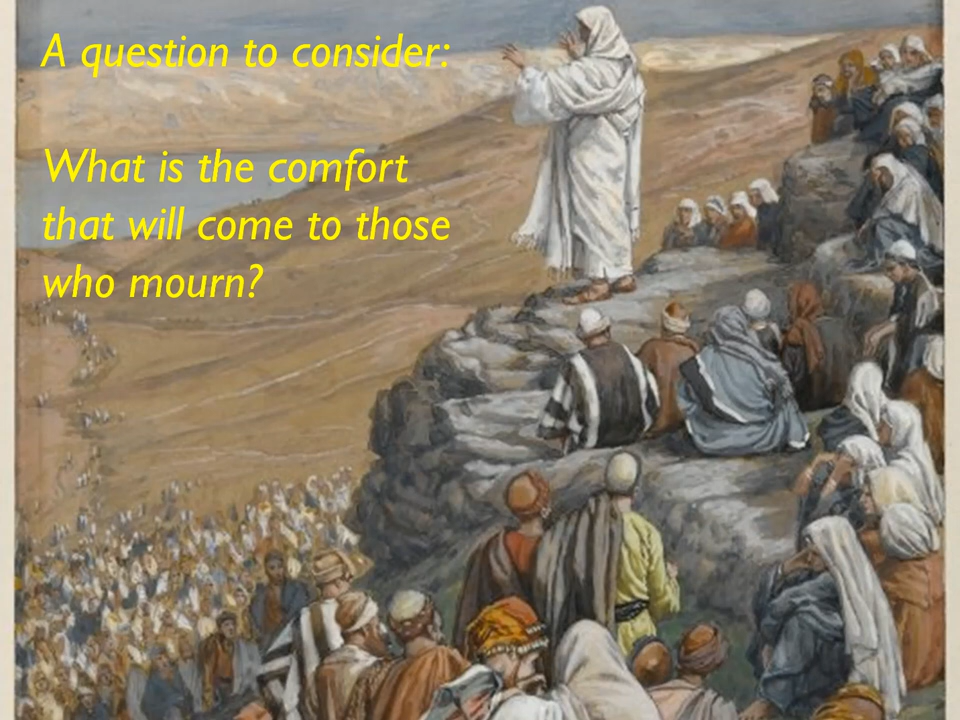 A question to consider:
What is the comfort
that will come to those
who mourn?